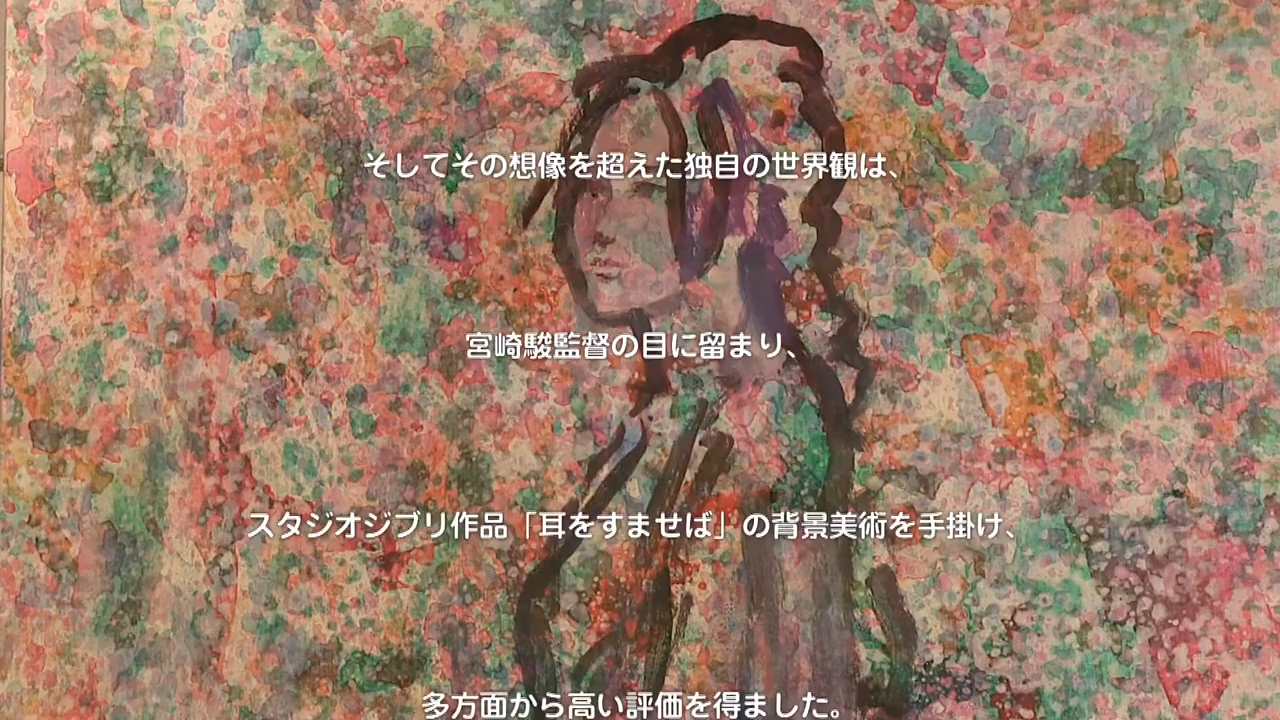 そしてその想像を超えた独自の世界観は、
宮崎駿監督の目に留まり、
スタジオジブリ作品「耳をすませば」の背景美術を手掛け、
多方面から高い評価を得ました。